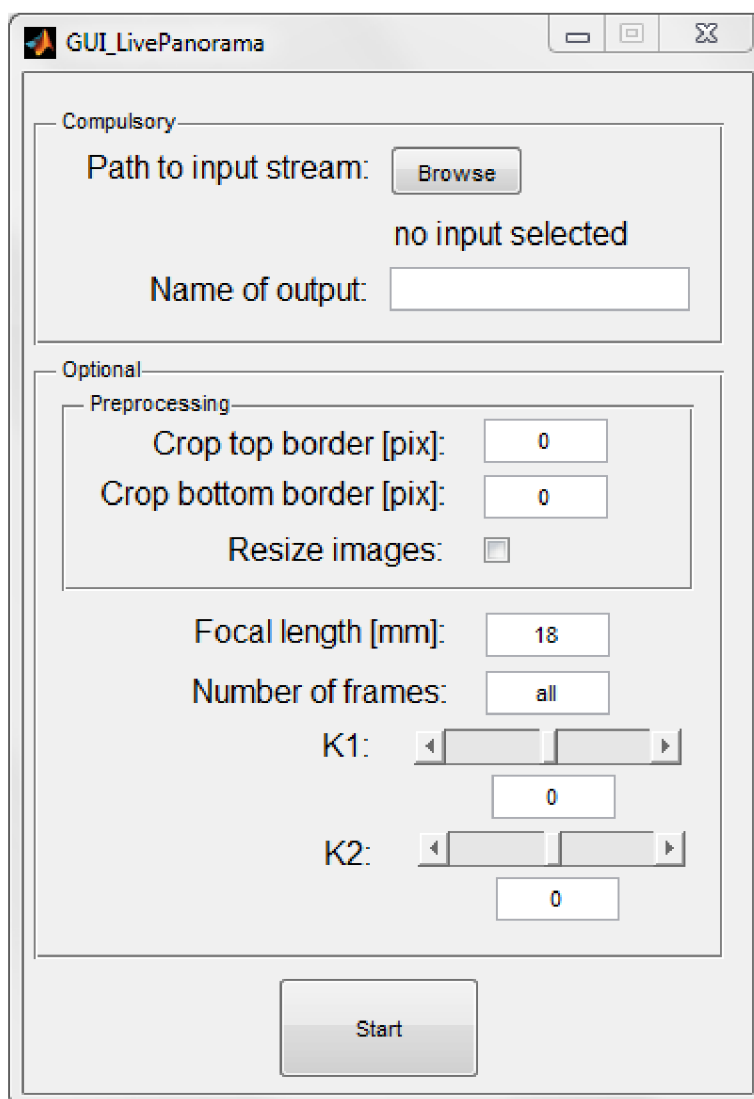 GUI_LivePanorama
Compulsory
Path to input stream: Browse
no input selected
Name of output:
Optional
Preprocessing
Crop top border [pix]: 0
Crop bottom border [pix]: 0
Resize images:
Focal length [mm]: 18
Number of frames: all
K1:
0
K2:
0
Start